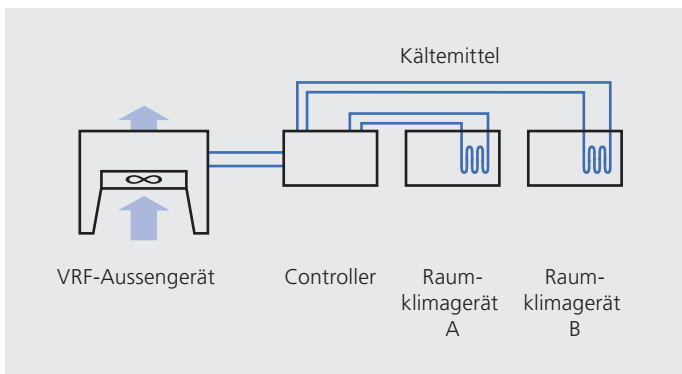 Kältemittel
VRF-Aussengerät
Controller
Raum-
klimagerät
A
Raum-
klimagerät
B